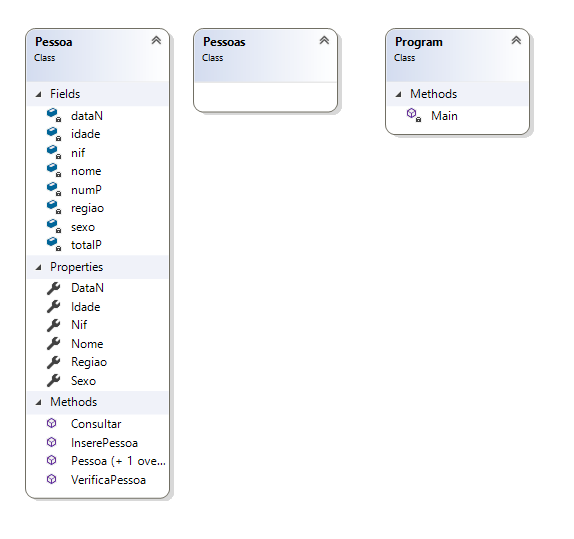 Pessoa
Class
Fields
dataN
idade
nif
nome
numP
regiao
sexo
totalP
Properties
DataN
Idade
Nif
Nome
Regiao
Sexo
Methods
Consultar
InserePessoa
Pessoa (+ 1 ove...
VerificaPessoa
Pessoas
Class
Program
Class
Methods
Main